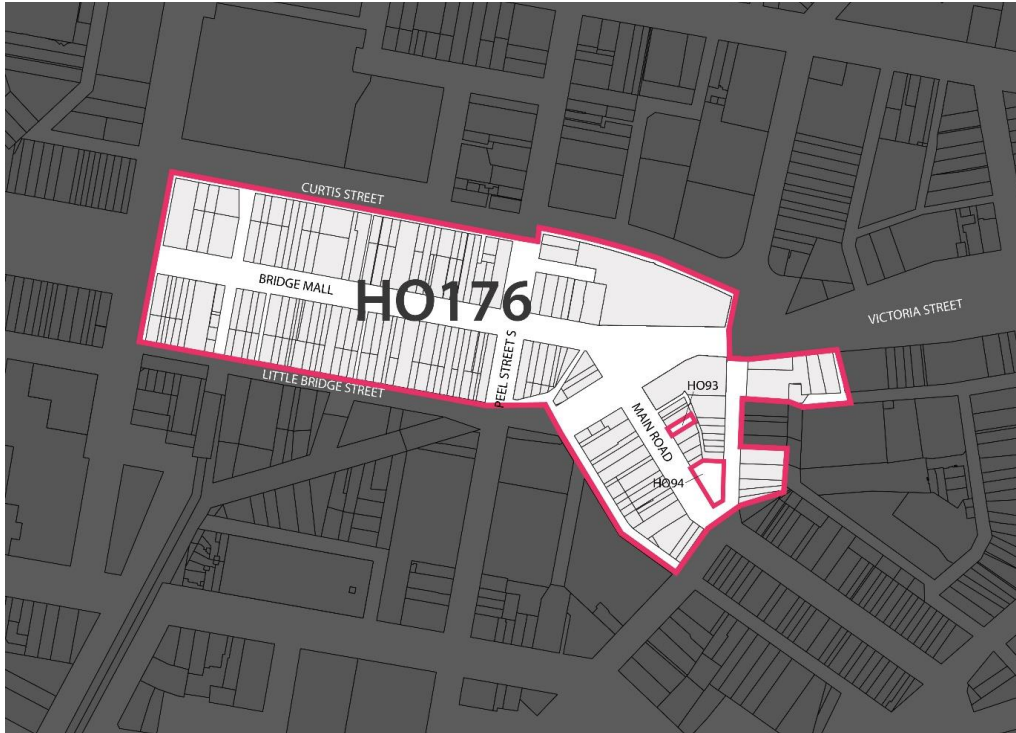 CURTIS STREET
BRIDGE MALL
HO176
VICTORIA STREET
PEEL STREET S
LITTLE BRIDGE STREET
HO93
MAIN ROAD
HO94